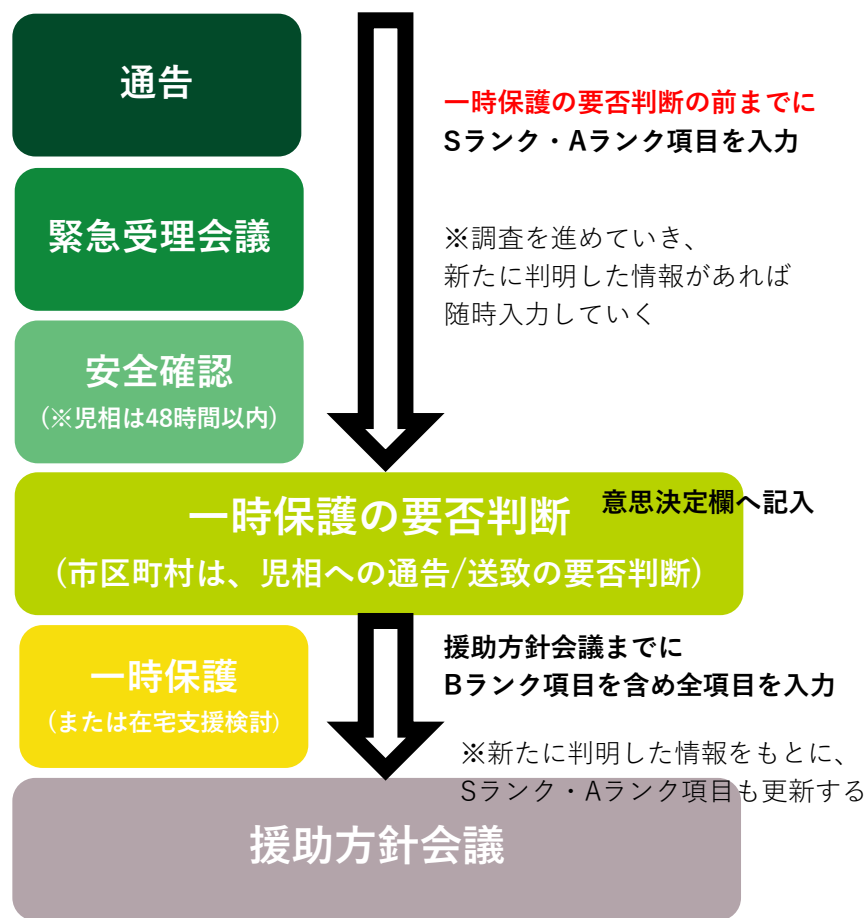 通告
一時保護の要否判断の前までに
Sランク・Aランク項目を入力
緊急受理会議
※調査を進めていき、
新たに判明した情報があれば
随時入力していく
安全確認
(※児相は48時間以内)
一時保護の要否判断
意思決定欄へ記入
(市区町村は、児相への通告/送致の要否判断)
援助方針会議までに
Bランク項目を含め全項目を入力
一時保護
(または在宅支援検討)
※新たに判明した情報をもとに、
Sランク・Aランク項目も更新する
援助方針会議